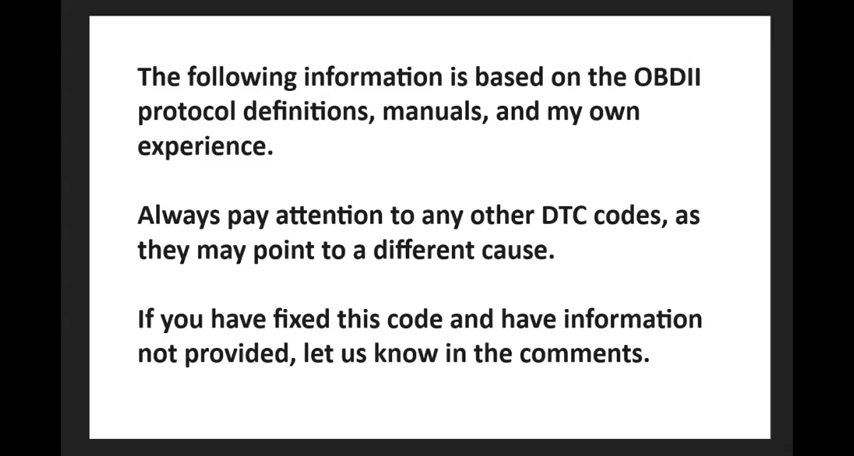 The following information is based on the OBDII
protocol definitions, manuals, and my own
experience.
Always pay attention to any other DTC codes, as
they may point to a different cause.
If you have fixed this code and have information
not provided, let us know in the comments.